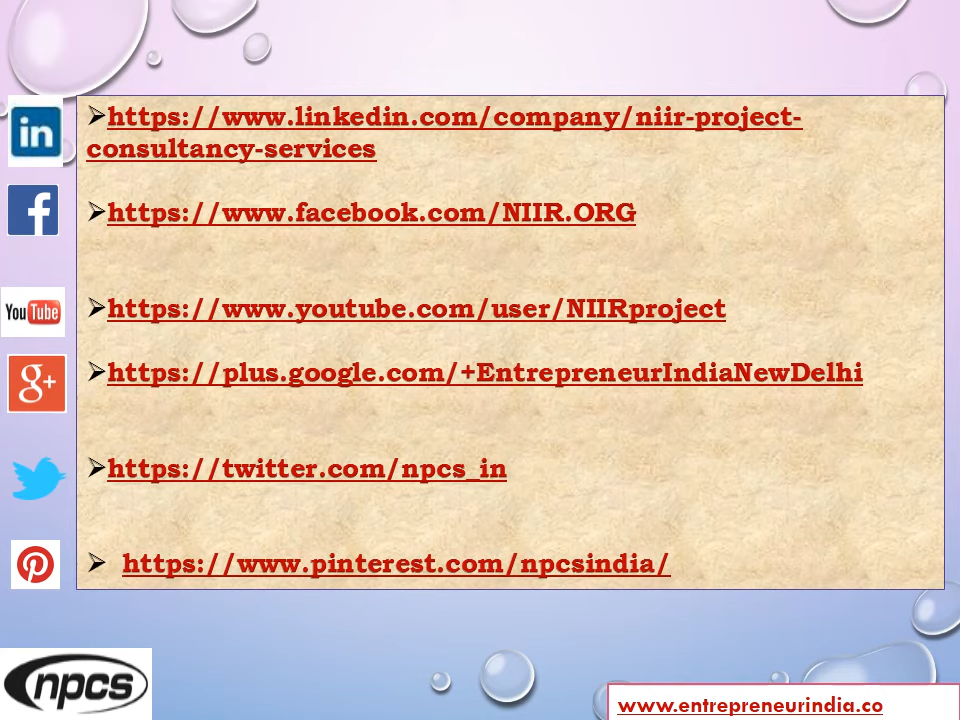 https://www.linkedin.com/company/niir-project-
consultancy-services
https://www.facebook.com/NIIR.ORG
https://www.youtube.com/user/NIIRproject
https://plus.google.com/+EntrepreneurIndiaNewDelhi
https://twitter.com/npcs_in
https://www.pinterest.com/npcsindia/
in
f
YouTube
g+
npcs
www.entrepreneurindia.co